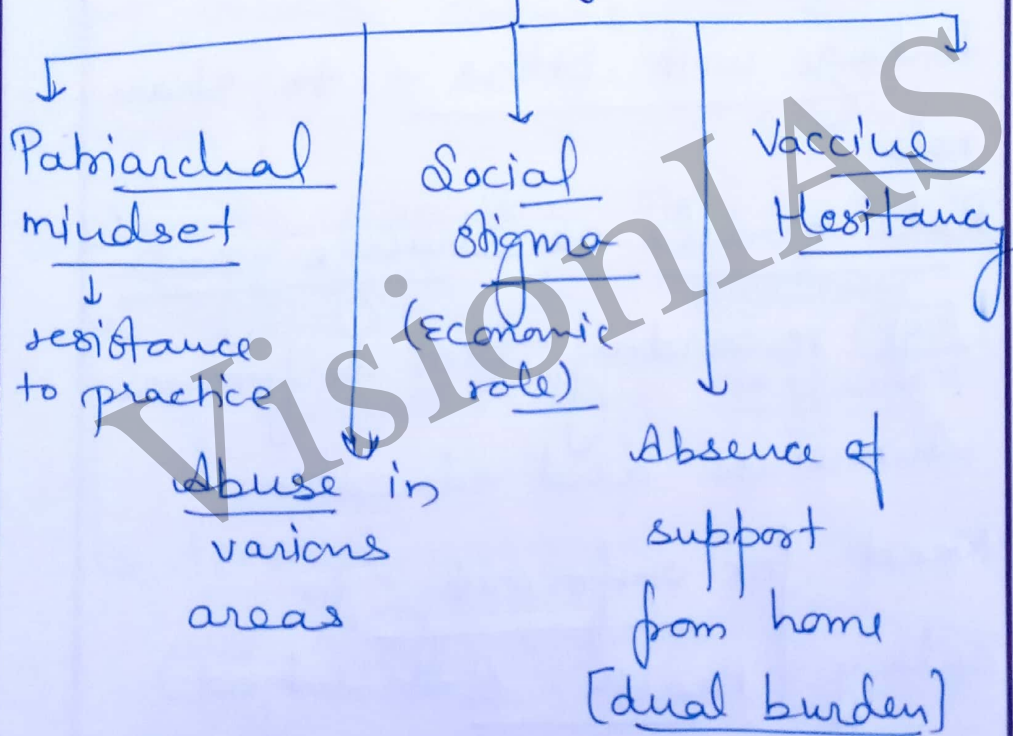 Patriarchal
mindset
↓
resistance
to practice
Abuse in
various
areas
Social
stigma
(Economic
role)
Absence of
support
from home
[dual burden]
Vaccine
Hesitancy
VisionIAS